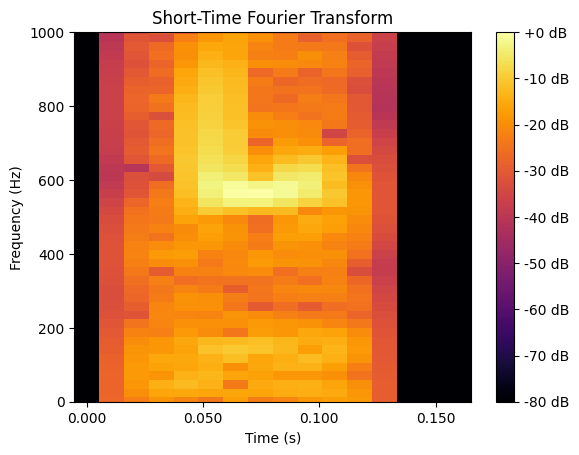 Short-Time Fourier Transform
1000
800
600
400
200
0
Frequency (Hz)
0.000
0.050
0.100
0.150
Time (s)
+0 dB
-10 dB
-20 dB
-30 dB
-40 dB
-50 dB
-60 dB
-70 dB
-80 dB